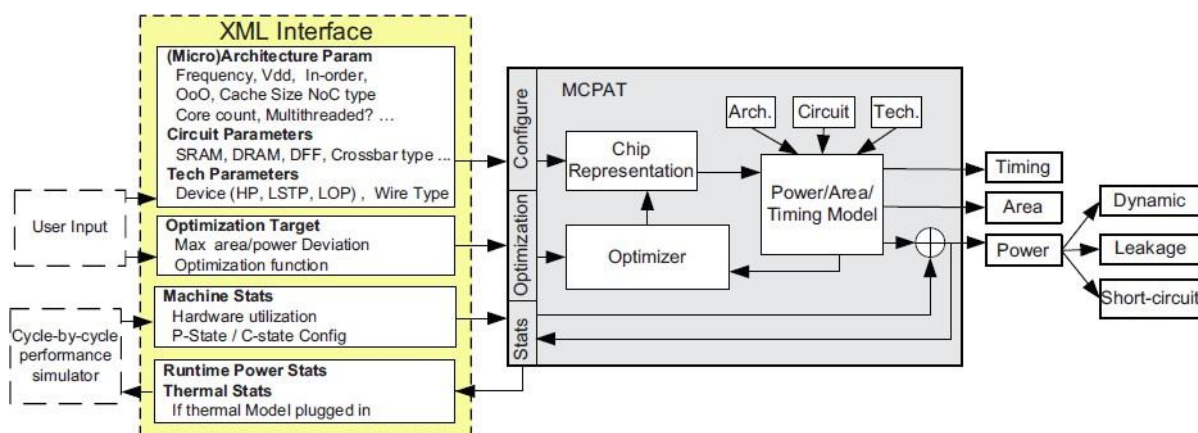 XML Interface
(Micro)Architecture Param
Frequency, Vdd, In-order,
OoO, Cache Size NoC type
Core count, Multithreaded? ...
Circuit Parameters
SRAM, DRAM, DFF, Crossbar type ...
Tech Parameters
Device (HP, LSTP, LOP) , Wire Type
User Input
Optimization Target
Max area/power Deviation
Optimization function
Machine Stats
Hardware utilization
P-State / C-state Config
Cycle-by-cycle
performance
simulator
Runtime Power Stats
Thermal Stats
If thermal Model plugged in
Configure
Optimization
Stats
MCPAT
Arch.
Circuit
Tech.
Chip
Representation
Power/Area/
Timing Model
Optimizer
Timing
Area
Power
Dynamic
Leakage
Short-circuit